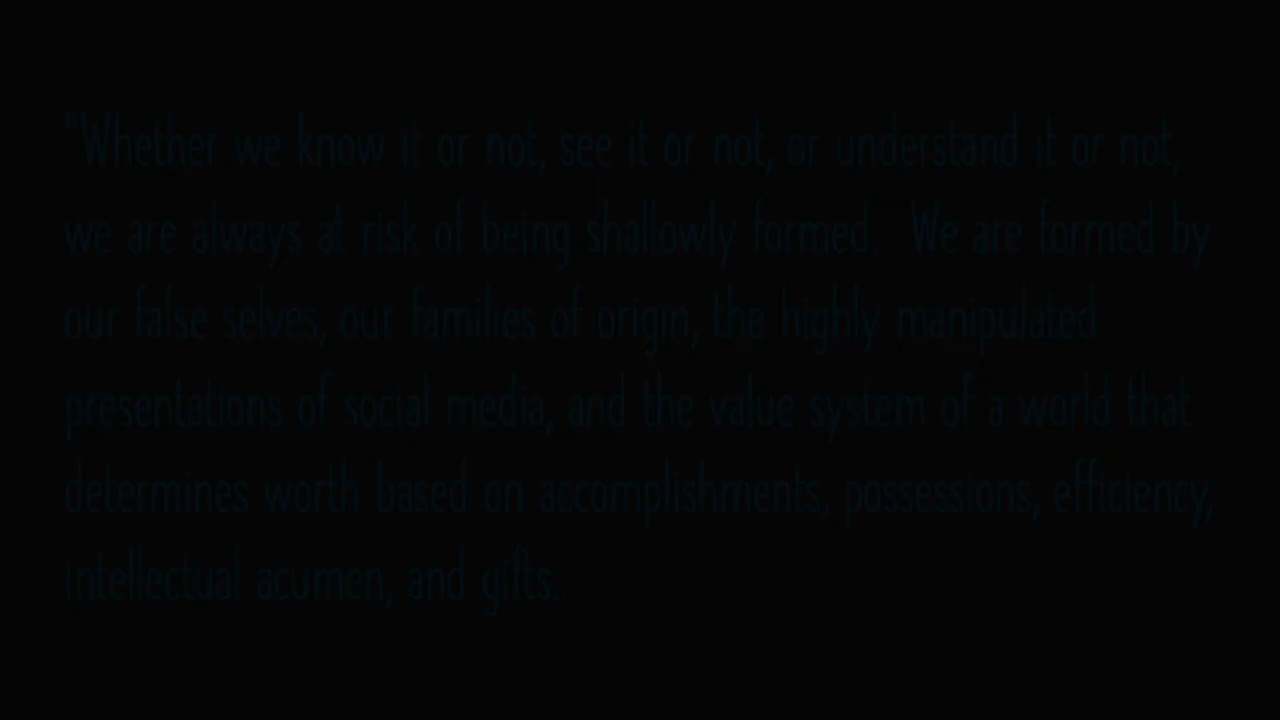 "Whether we know it or not, see it or not, or understand it or not,
we are always at risk of being shallowly formed.  We are formed by
our false selves, our families of origin, the highly manipulated
presentations of social media, and the value system of a world that
determines worth based on accomplishments, possessions, efficiency,
intellectual acumen, and gifts...